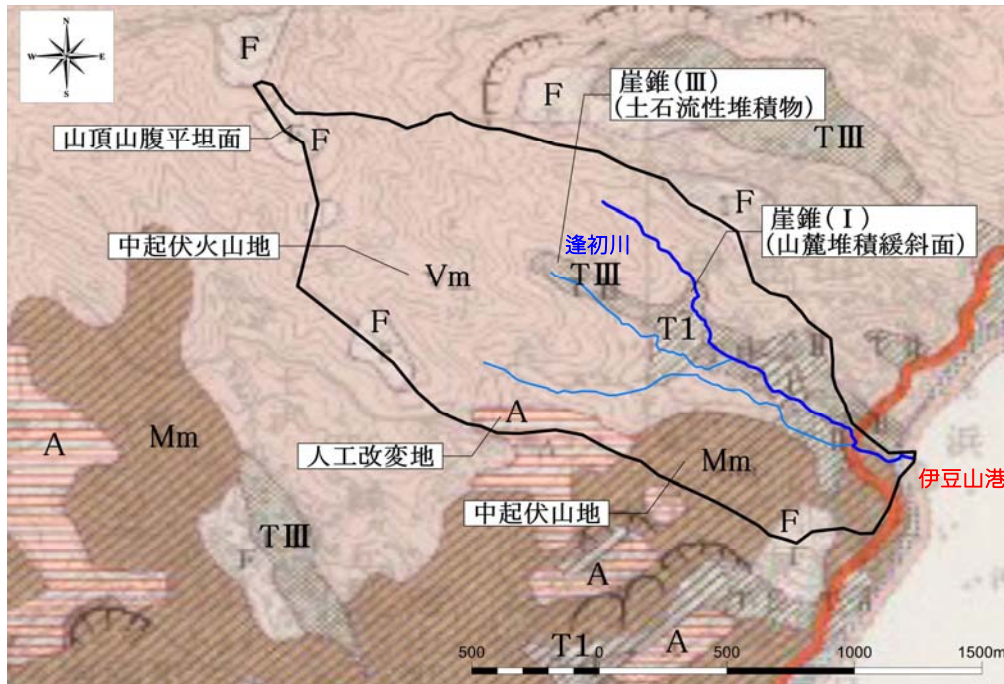 N
W
E
S
F
F
崖錐(Ⅲ)
(土石流性堆積物)
山頂山腹平坦面
F
TⅢ
F
崖錐(Ⅰ)
(山麓堆積緩斜面)
中起伏火山地
逢初川
Vm
TⅢ
F
T1
A
A
Mm
人工改変地
Mm
浜
伊豆山港
中起伏山地
F
TⅢ
A
T1
A
500
0
500
1000
1500m